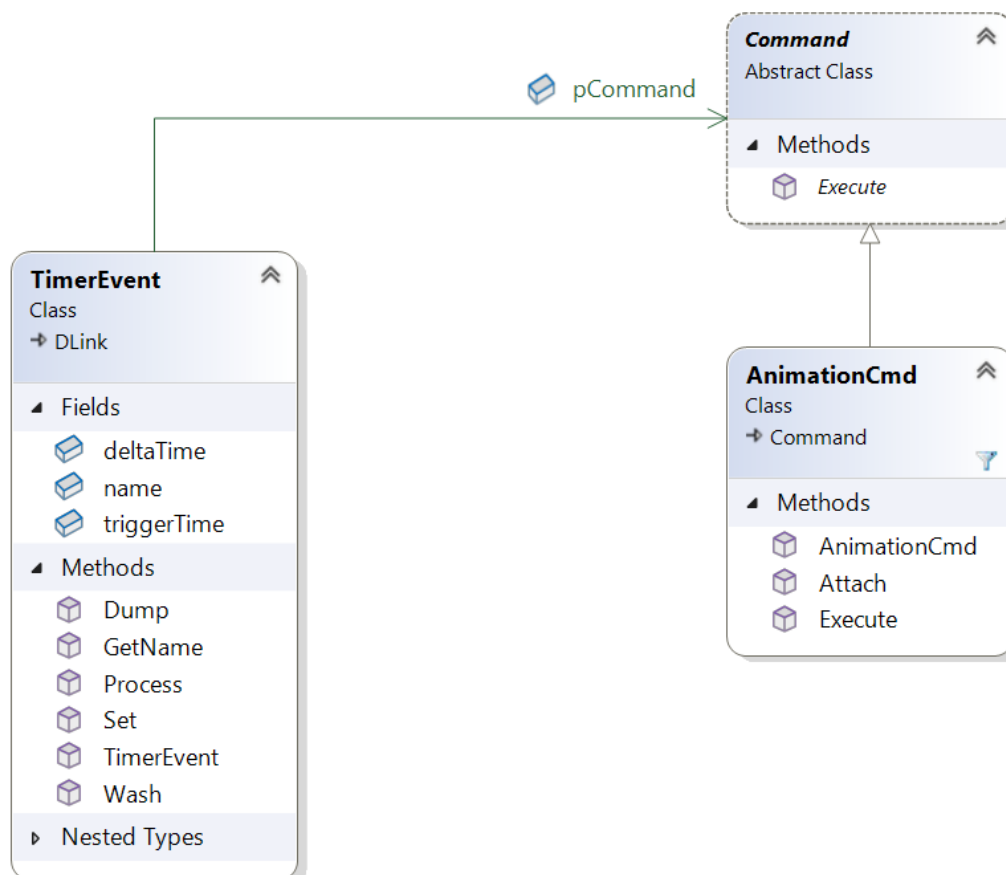 Command
Abstract Class
Methods
Execute
pCommand
TimerEvent
Class
DLink
Fields
deltaTime
name
triggerTime
Methods
Dump
GetName
Process
Set
TimerEvent
Wash
Nested Types
AnimationCmd
Class
Command
Methods
AnimationCmd
Attach
Execute